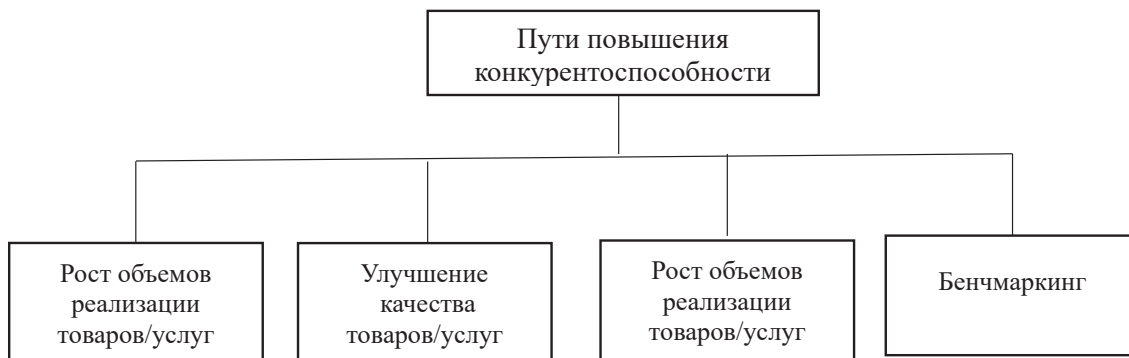 Пути повышения
конкурентоспособности
Рост объемов
реализации
товаров/услуг
Улучшение
качества
товаров/услуг
Рост объемов
реализации
товаров/услуг
Бенчмаркинг